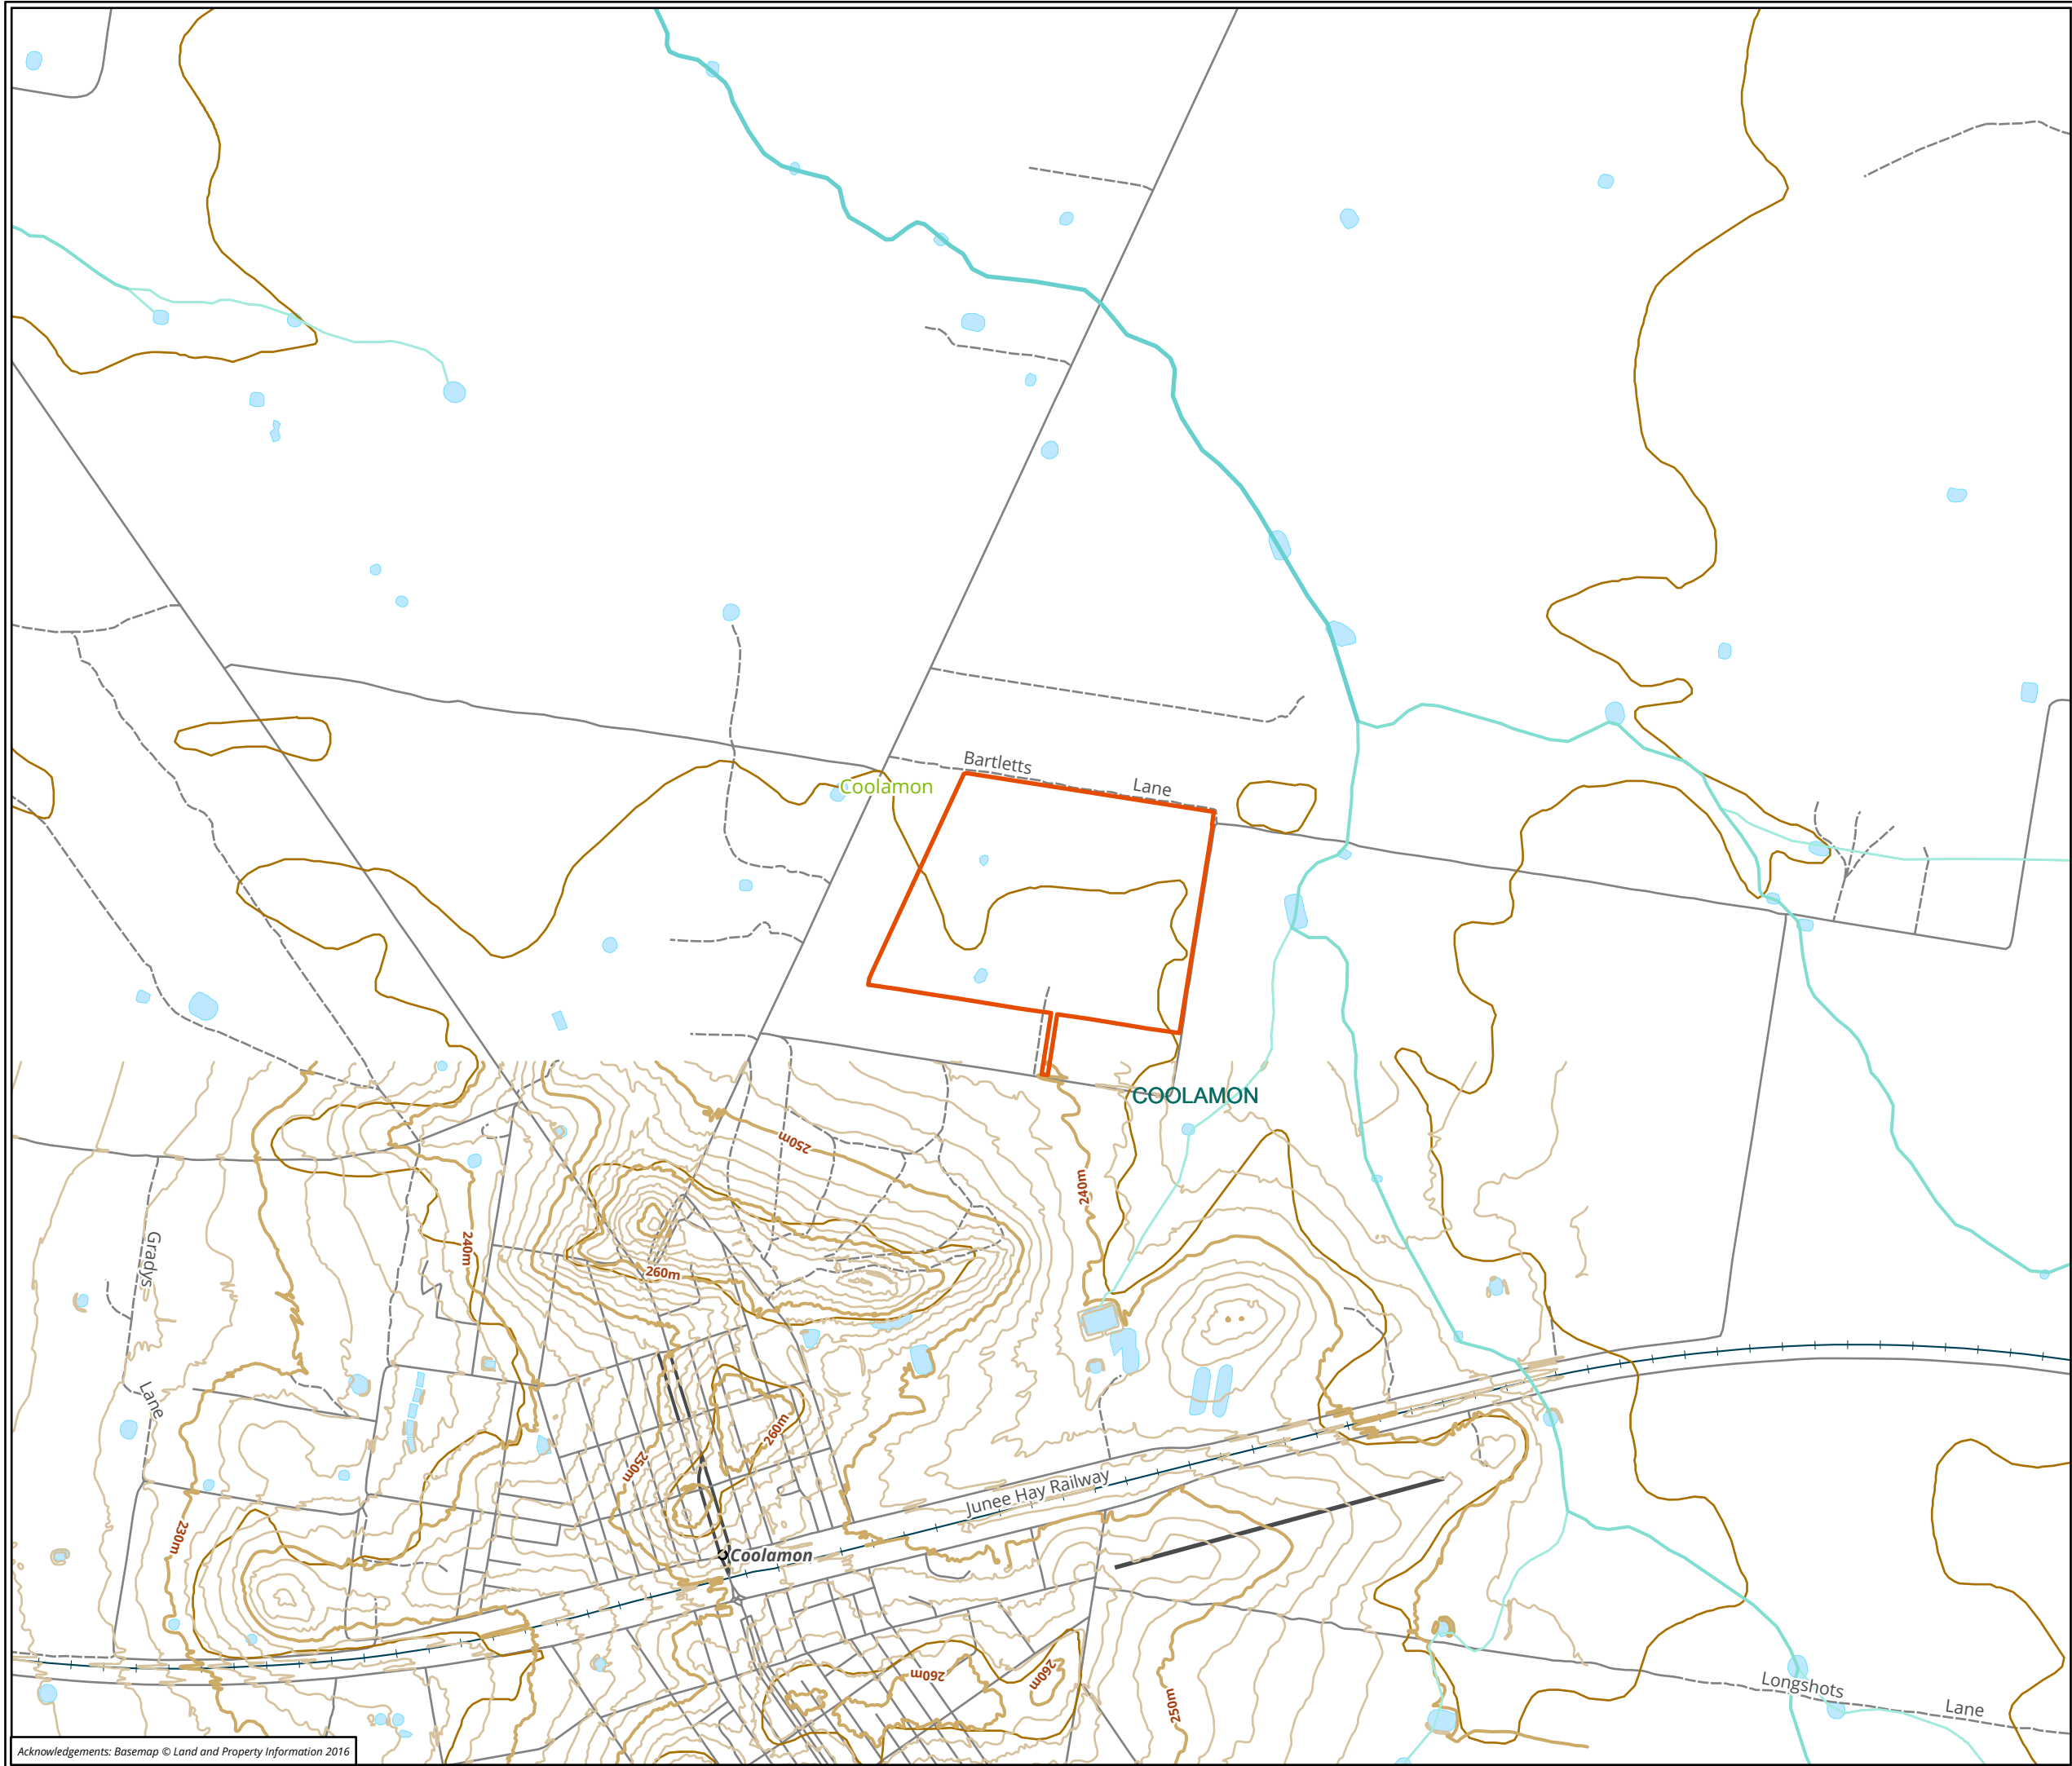 Bartletts
Lane
Coolamon
COOLAMON
250m
240m
Gradys
240m
260m
Lane
260m
250m
Junee Hay Railway
230m
Coolamon
260m
260m
250m
Longshots
Lane
Acknowledgements: Basemap © Land and Property Information 2016